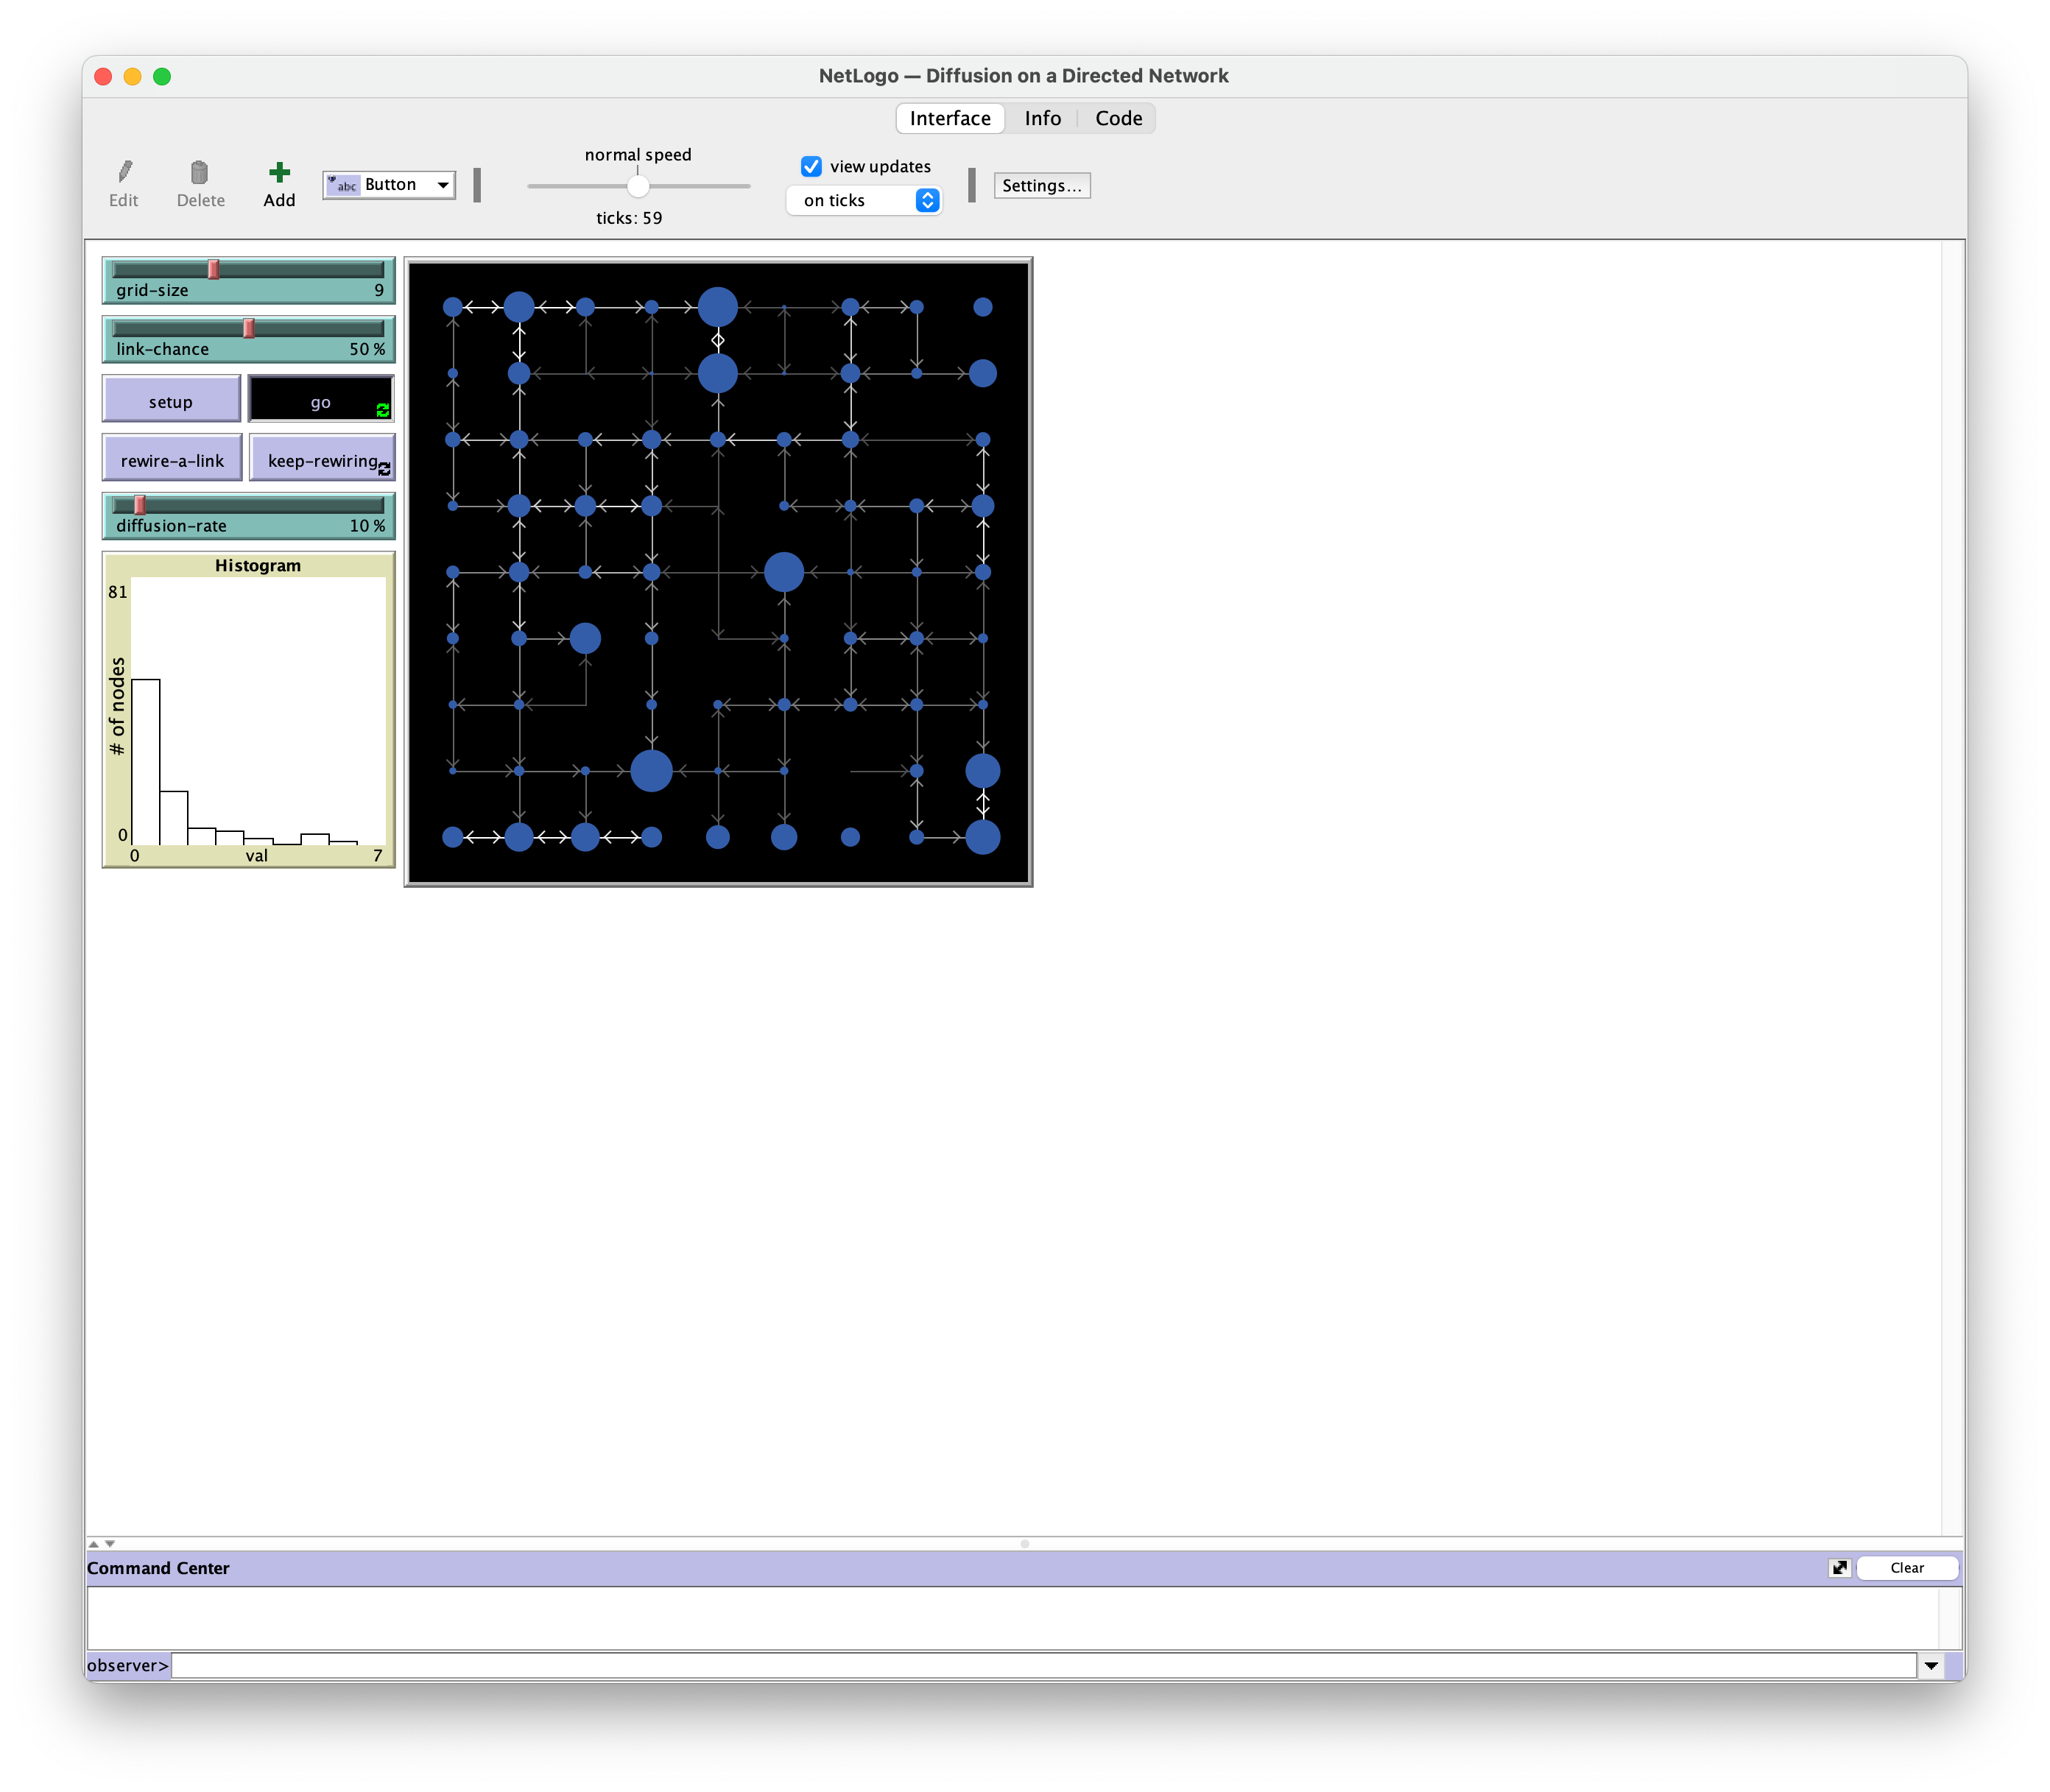 NetLogo — Diffusion on a Directed Network
Interface Info Code
normal speed
view updates
Edit Delete Add abc Button on ticks Settings...
ticks: 59
grid-size 9
link-chance 50 %
setup go
rewire-a-link keep-rewiring
diffusion-rate 10 %
Histogram
81
# of nodes
0
0 val 7
Command Center Clear
observer>